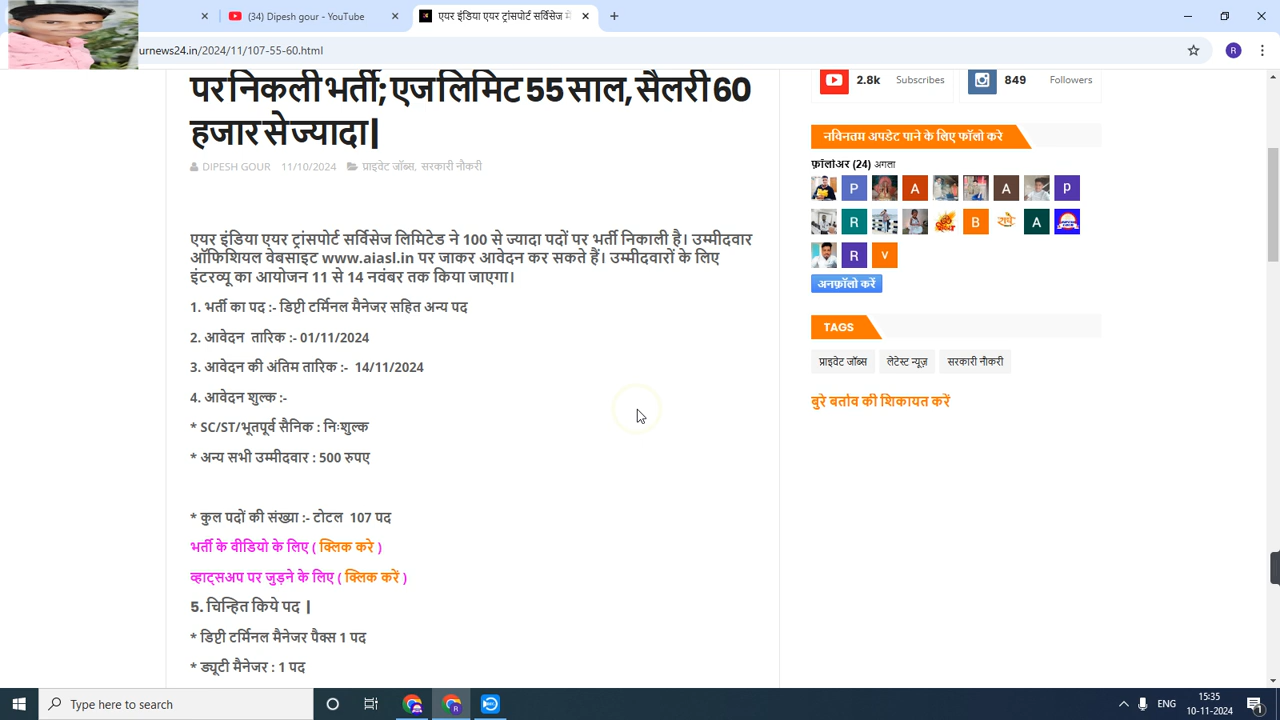 (34) Dipesh gour - YouTube
एयर इंडिया एयर ट्रांसपोर्ट सर्विसेज में
urnews24.in/2024/11/107-55-60.html
R
पर निकली भर्ती; एज लिमिट 55 साल, सैलरी 60
हजार से ज्यादा|
DIPESH GOUR 11/10/2024 प्राइवेट जॉब्स, सरकारी नौकरी
एयर इंडिया एयर ट्रांसपोर्ट सर्विसेज लिमिटेड ने 100 से ज्यादा पदों पर भर्ती निकाली है। उम्मीदवार
ऑफिशियल वेबसाइट www.aiasl.in पर जाकर आवेदन कर सकते हैं। उम्मीदवारों के लिए
इंटरव्यू का आयोजन 11 से 14 नवंबर तक किया जाएगा।
1. भर्ती का पद :- डिप्टी टर्मिनल मैनेजर सहित अन्य पद
2. आवेदन तारिक :- 01/11/2024
3. आवेदन की अंतिम तारिक :- 14/11/2024
4. आवेदन शुल्क :-
* SC/ST/भूतपूर्व सैनिक : निःशुल्क
* अन्य सभी उम्मीदवार : 500 रुपए
* कुल पदों की संख्या :- टोटल 107 पद
भर्ती के वीडियो के लिए ( क्लिक करे )
व्हाट्सअप पर जुड़ने के लिए ( क्लिक करें )
5. चिन्हित किये पद |
* डिप्टी टर्मिनल मैनेजर पैक्स 1 पद
* ड्यूटी मैनेजर : 1 पद
2.8k Subscribes
849 Followers
नविनतम अपडेट पाने के लिए फॉलो करे
फ़ॉलोअर (24) अगला
P A A p
R B राधे A
R v
अनफ़ॉलो करें
TAGS
प्राइवेट जॉब्स लेटेस्ट न्यूज़ सरकारी नौकरी
बुरे बर्ताव की शिकायत करें
Type here to search
ENG
15:35
10-11-2024